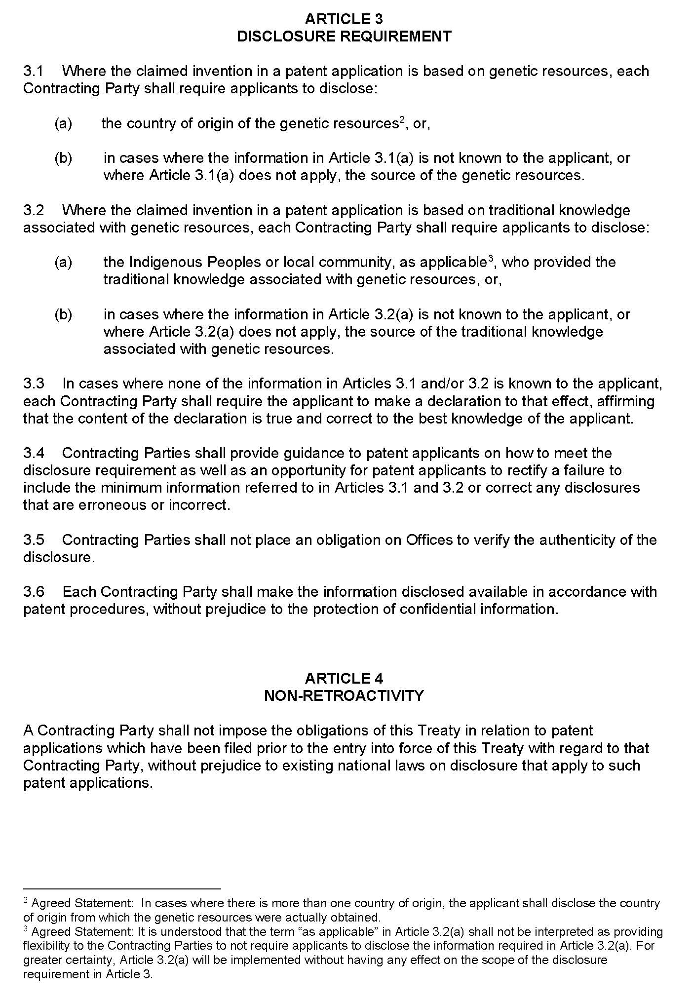 ARTICLE 3
DISCLOSURE REQUIREMENT
3.1 Where the claimed invention in a patent application is based on genetic resources, each
Contracting Party shall require applicants to disclose:
(a) the country of origin of the genetic resources², or,
(b) in cases where the information in Article 3.1(a) is not known to the applicant, or
where Article 3.1(a) does not apply, the source of the genetic resources.
3.2 Where the claimed invention in a patent application is based on traditional knowledge
associated with genetic resources, each Contracting Party shall require applicants to disclose:
(a) the Indigenous Peoples or local community, as applicable³, who provided the
traditional knowledge associated with genetic resources, or,
(b) in cases where the information in Article 3.2(a) is not known to the applicant, or
where Article 3.2(a) does not apply, the source of the traditional knowledge
associated with genetic resources.
3.3 In cases where none of the information in Articles 3.1 and/or 3.2 is known to the applicant,
each Contracting Party shall require the applicant to make a declaration to that effect, affirming
that the content of the declaration is true and correct to the best knowledge of the applicant.
3.4 Contracting Parties shall provide guidance to patent applicants on how to meet the
disclosure requirement as well as an opportunity for patent applicants to rectify a failure to
include the minimum information referred to in Articles 3.1 and 3.2 or correct any disclosures
that are erroneous or incorrect.
3.5 Contracting Parties shall not place an obligation on Offices to verify the authenticity of the
disclosure.
3.6 Each Contracting Party shall make the information disclosed available in accordance with
patent procedures, without prejudice to the protection of confidential information.
ARTICLE 4
NON-RETROACTIVITY
A Contracting Party shall not impose the obligations of this Treaty in relation to patent
applications which have been filed prior to the entry into force of this Treaty with regard to that
Contracting Party, without prejudice to existing national laws on disclosure that apply to such
patent applications.
² Agreed Statement: In cases where there is more than one country of origin, the applicant shall disclose the country
of origin from which the genetic resources were actually obtained.
³ Agreed Statement: It is understood that the term “as applicable” in Article 3.2(a) shall not be interpreted as providing
flexibility to the Contracting Parties to not require applicants to disclose the information required in Article 3.2(a). For
greater certainty, Article 3.2(a) will be implemented without having any effect on the scope of the disclosure
requirement in Article 3.